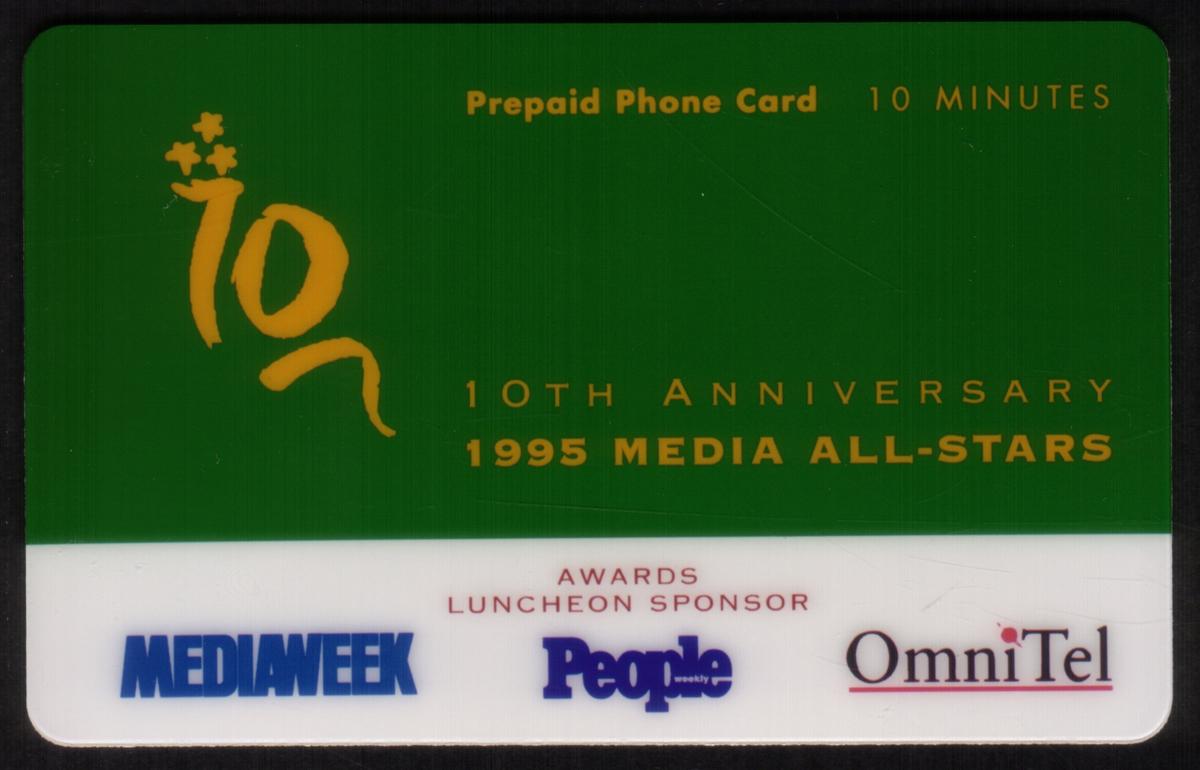 Prepaid Phone Card 10 MINUTES
10
10TH ANNIVERSARY
1995 MEDIA ALL-STARS
AWARDS
LUNCHEON SPONSOR
MEDIAWEEK
People weekly
OmniTel